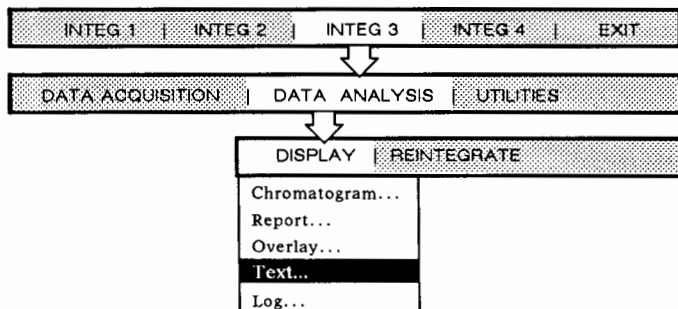 INTEG 1 | INTEG 2 | INTEG 3 | INTEG 4 | EXIT
DATA ACQUISITION | DATA ANALYSIS | UTILITIES
DISPLAY | REINTEGRATE
Chromatogram...
Report...
Overlay...
Text...
Log...